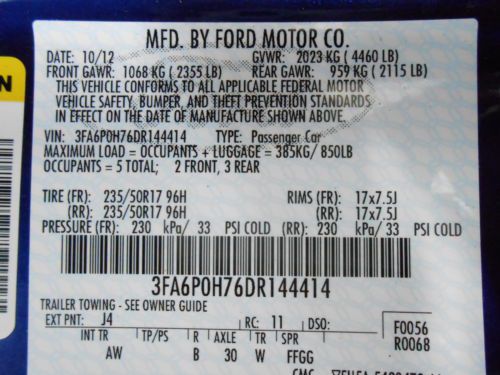 MFD. BY FORD MOTOR CO.
DATE: 10/12 GVWR: 2023 KG (4460 LB)
FRONT GAWR: 1068 KG (2355 LB) REAR GAWR: 959 KG (2115 LB)
THIS VEHICLE CONFORMS TO ALL APPLICABLE FEDERAL MOTOR
VEHICLE SAFETY, BUMPER, AND THEFT PREVENTION STANDARDS
IN EFFECT ON THE DATE OF MANUFACTURE SHOWN ABOVE.
VIN: 3FA6P0H76DR144414 TYPE: Passenger Car
MAXIMUM LOAD = OCCUPANTS + LUGGAGE = 385KG/ 850LB
OCCUPANTS = 5 TOTAL; 2 FRONT, 3 REAR
TIRE (FR): 235/50R17 96H RIMS (FR): 17x7.5J
(RR): 235/50R17 96H (RR): 17x7.5J
PRESSURE (FR): 230 kPa/ 33 PSI COLD (RR): 230 kPa/ 33 PSI COLD
3FA6P0H76DR144414
TRAILER TOWING - SEE OWNER GUIDE
EXT PNT: J4 RC: 11 DSO: F0056
INT TR TP/PS R AXLE TR SPR R0068
AW B 30 W FFGG